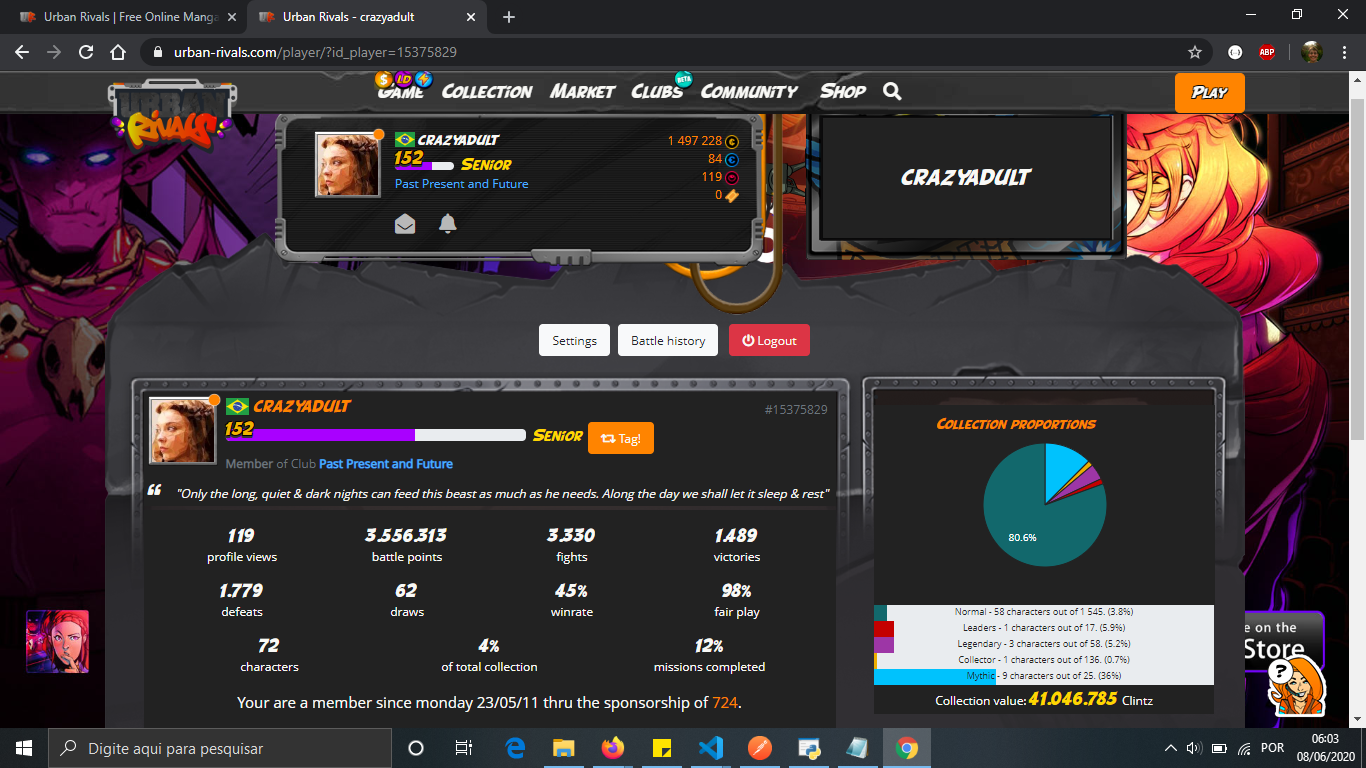 Urban Rivals | Free Online Manga
Urban Rivals - crazyadult
urban-rivals.com/player/?id_player=15375829
ABP
URBAN
RIVALS
GAME
COLLECTION
MARKET
CLUBS
BETA
COMMUNITY
SHOP
PLAY
CRAZYADULT
152
SENIOR
Past Present and Future
1 497 228
84
119
0
CRAZYADULT
Settings
Battle history
Logout
CRAZYADULT
#15375829
152
SENIOR
Tag!
Member of Club Past Present and Future
"Only the long, quiet & dark nights can feed this beast as much as he needs. Along the day we shall let it sleep & rest"
119 3.556.313 3.330 1.489
profile views battle points fights victories
1.779 62 45% 98%
defeats draws winrate fair play
72 4% 12%
characters of total collection missions completed
Your are a member since monday 23/05/11 thru the sponsorship of 724.
COLLECTION PROPORTIONS
80.6%
Normal - 58 characters out of 1 545. (3.8%)
Leaders - 1 characters out of 17. (5.9%)
Legendary - 3 characters out of 58. (5.2%)
Collector - 1 characters out of 136. (0.7%)
Mythic - 9 characters out of 25. (36%)
Collection value: 41.046.785 Clintz
e on the
Store
?
Digite aqui para pesquisar
POR
06:03
08/06/2020